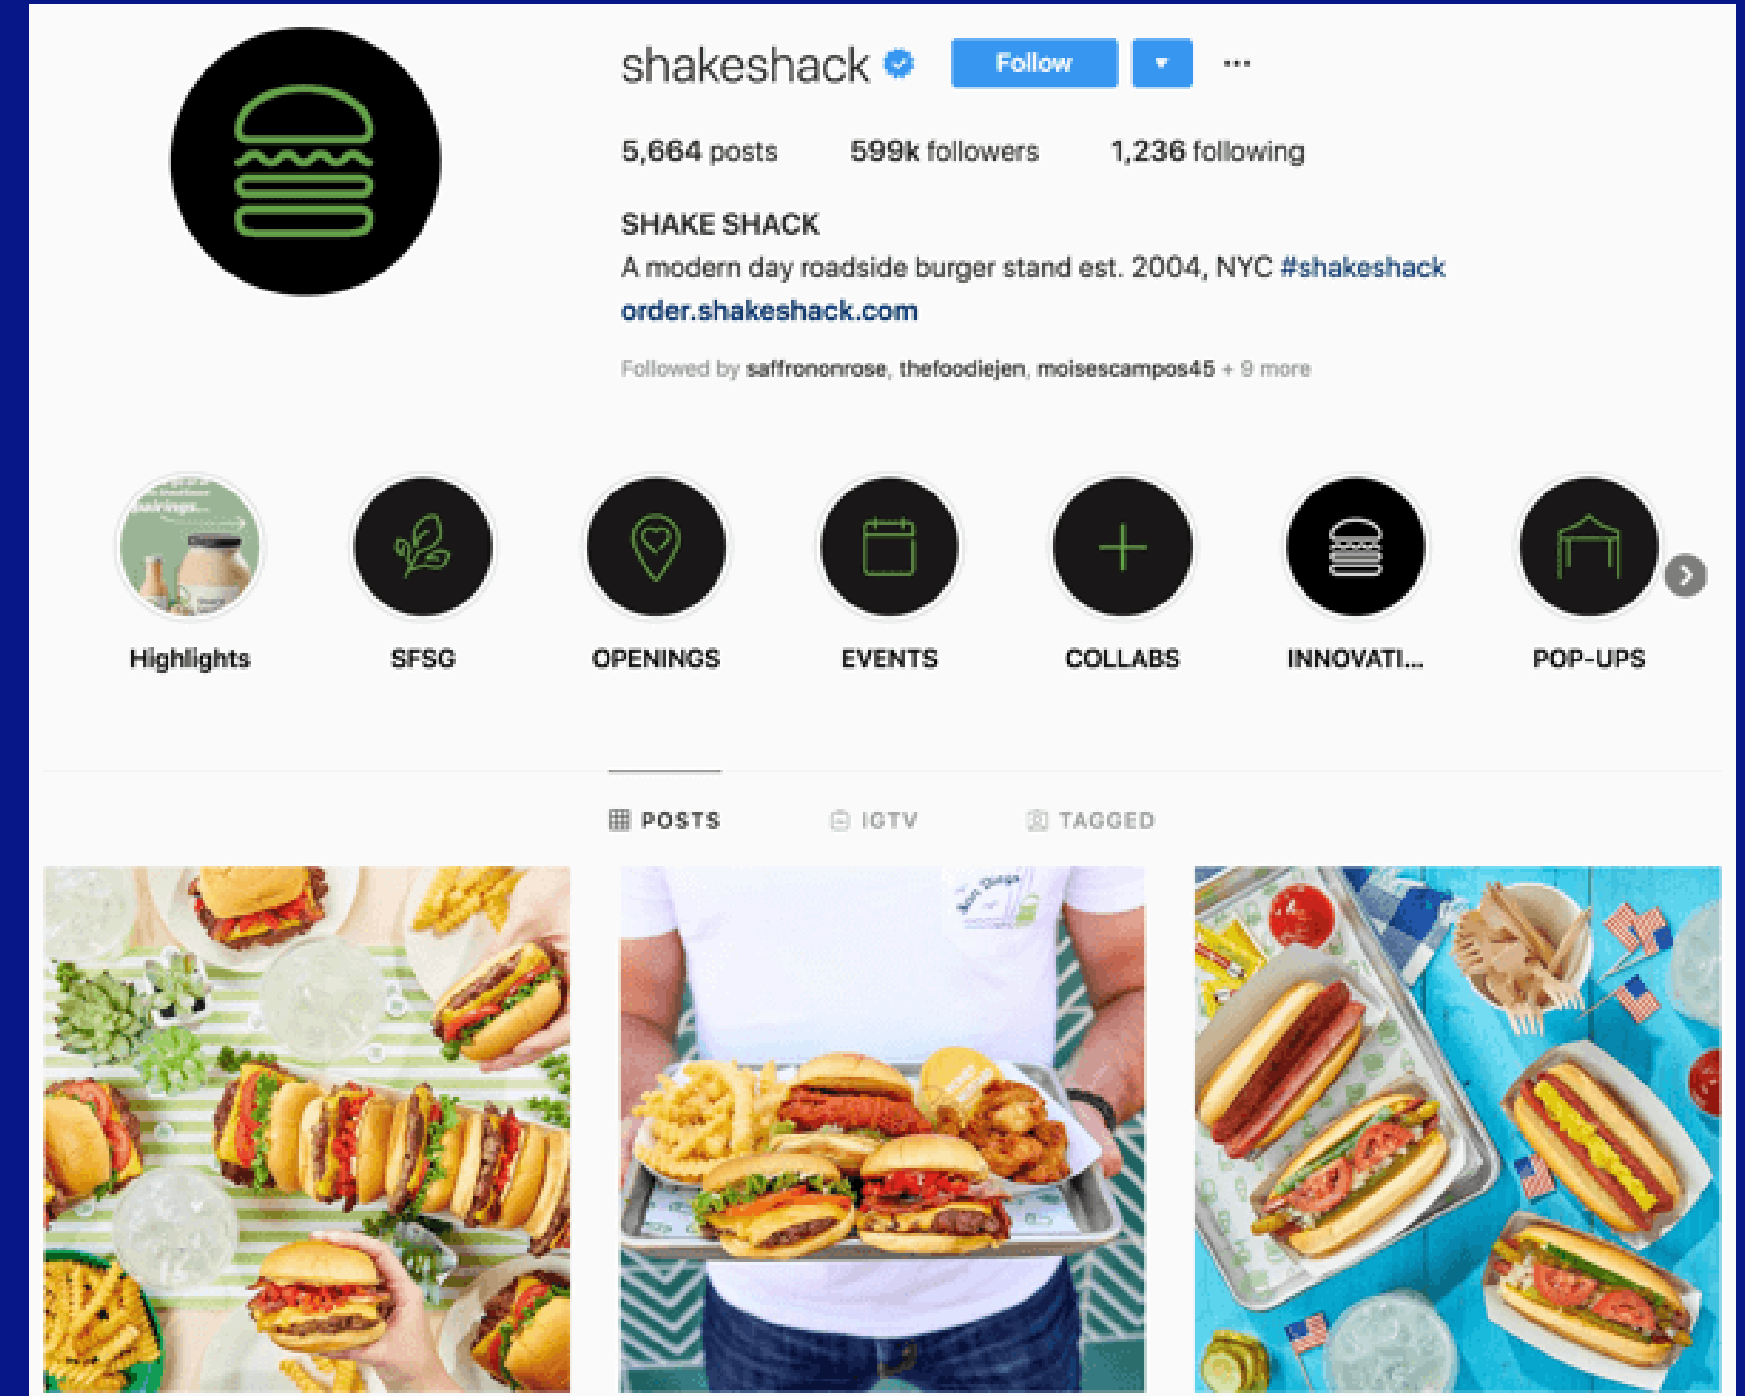 shakeshack Follow ...
5,664 posts 599k followers 1,236 following
SHAKE SHACK
A modern day roadside burger stand est. 2004, NYC #shakeshack
order.shakeshack.com
Followed by saffrononrose, thefoodiejen, moisescampos45 + 9 more
Highlights SFSG OPENINGS EVENTS COLLABS INNOVATI... POP-UPS
POSTS IGTV TAGGED